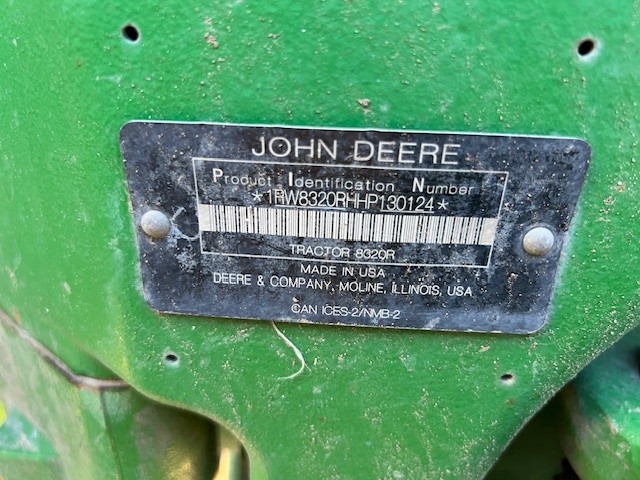 JOHN DEERE
Product Identification Number
*1RW8320RHHP130124*
TRACTOR 8320R
MADE IN USA
DEERE & COMPANY, MOLINE, ILLINOIS, USA
CAN ICES-2/NMB-2